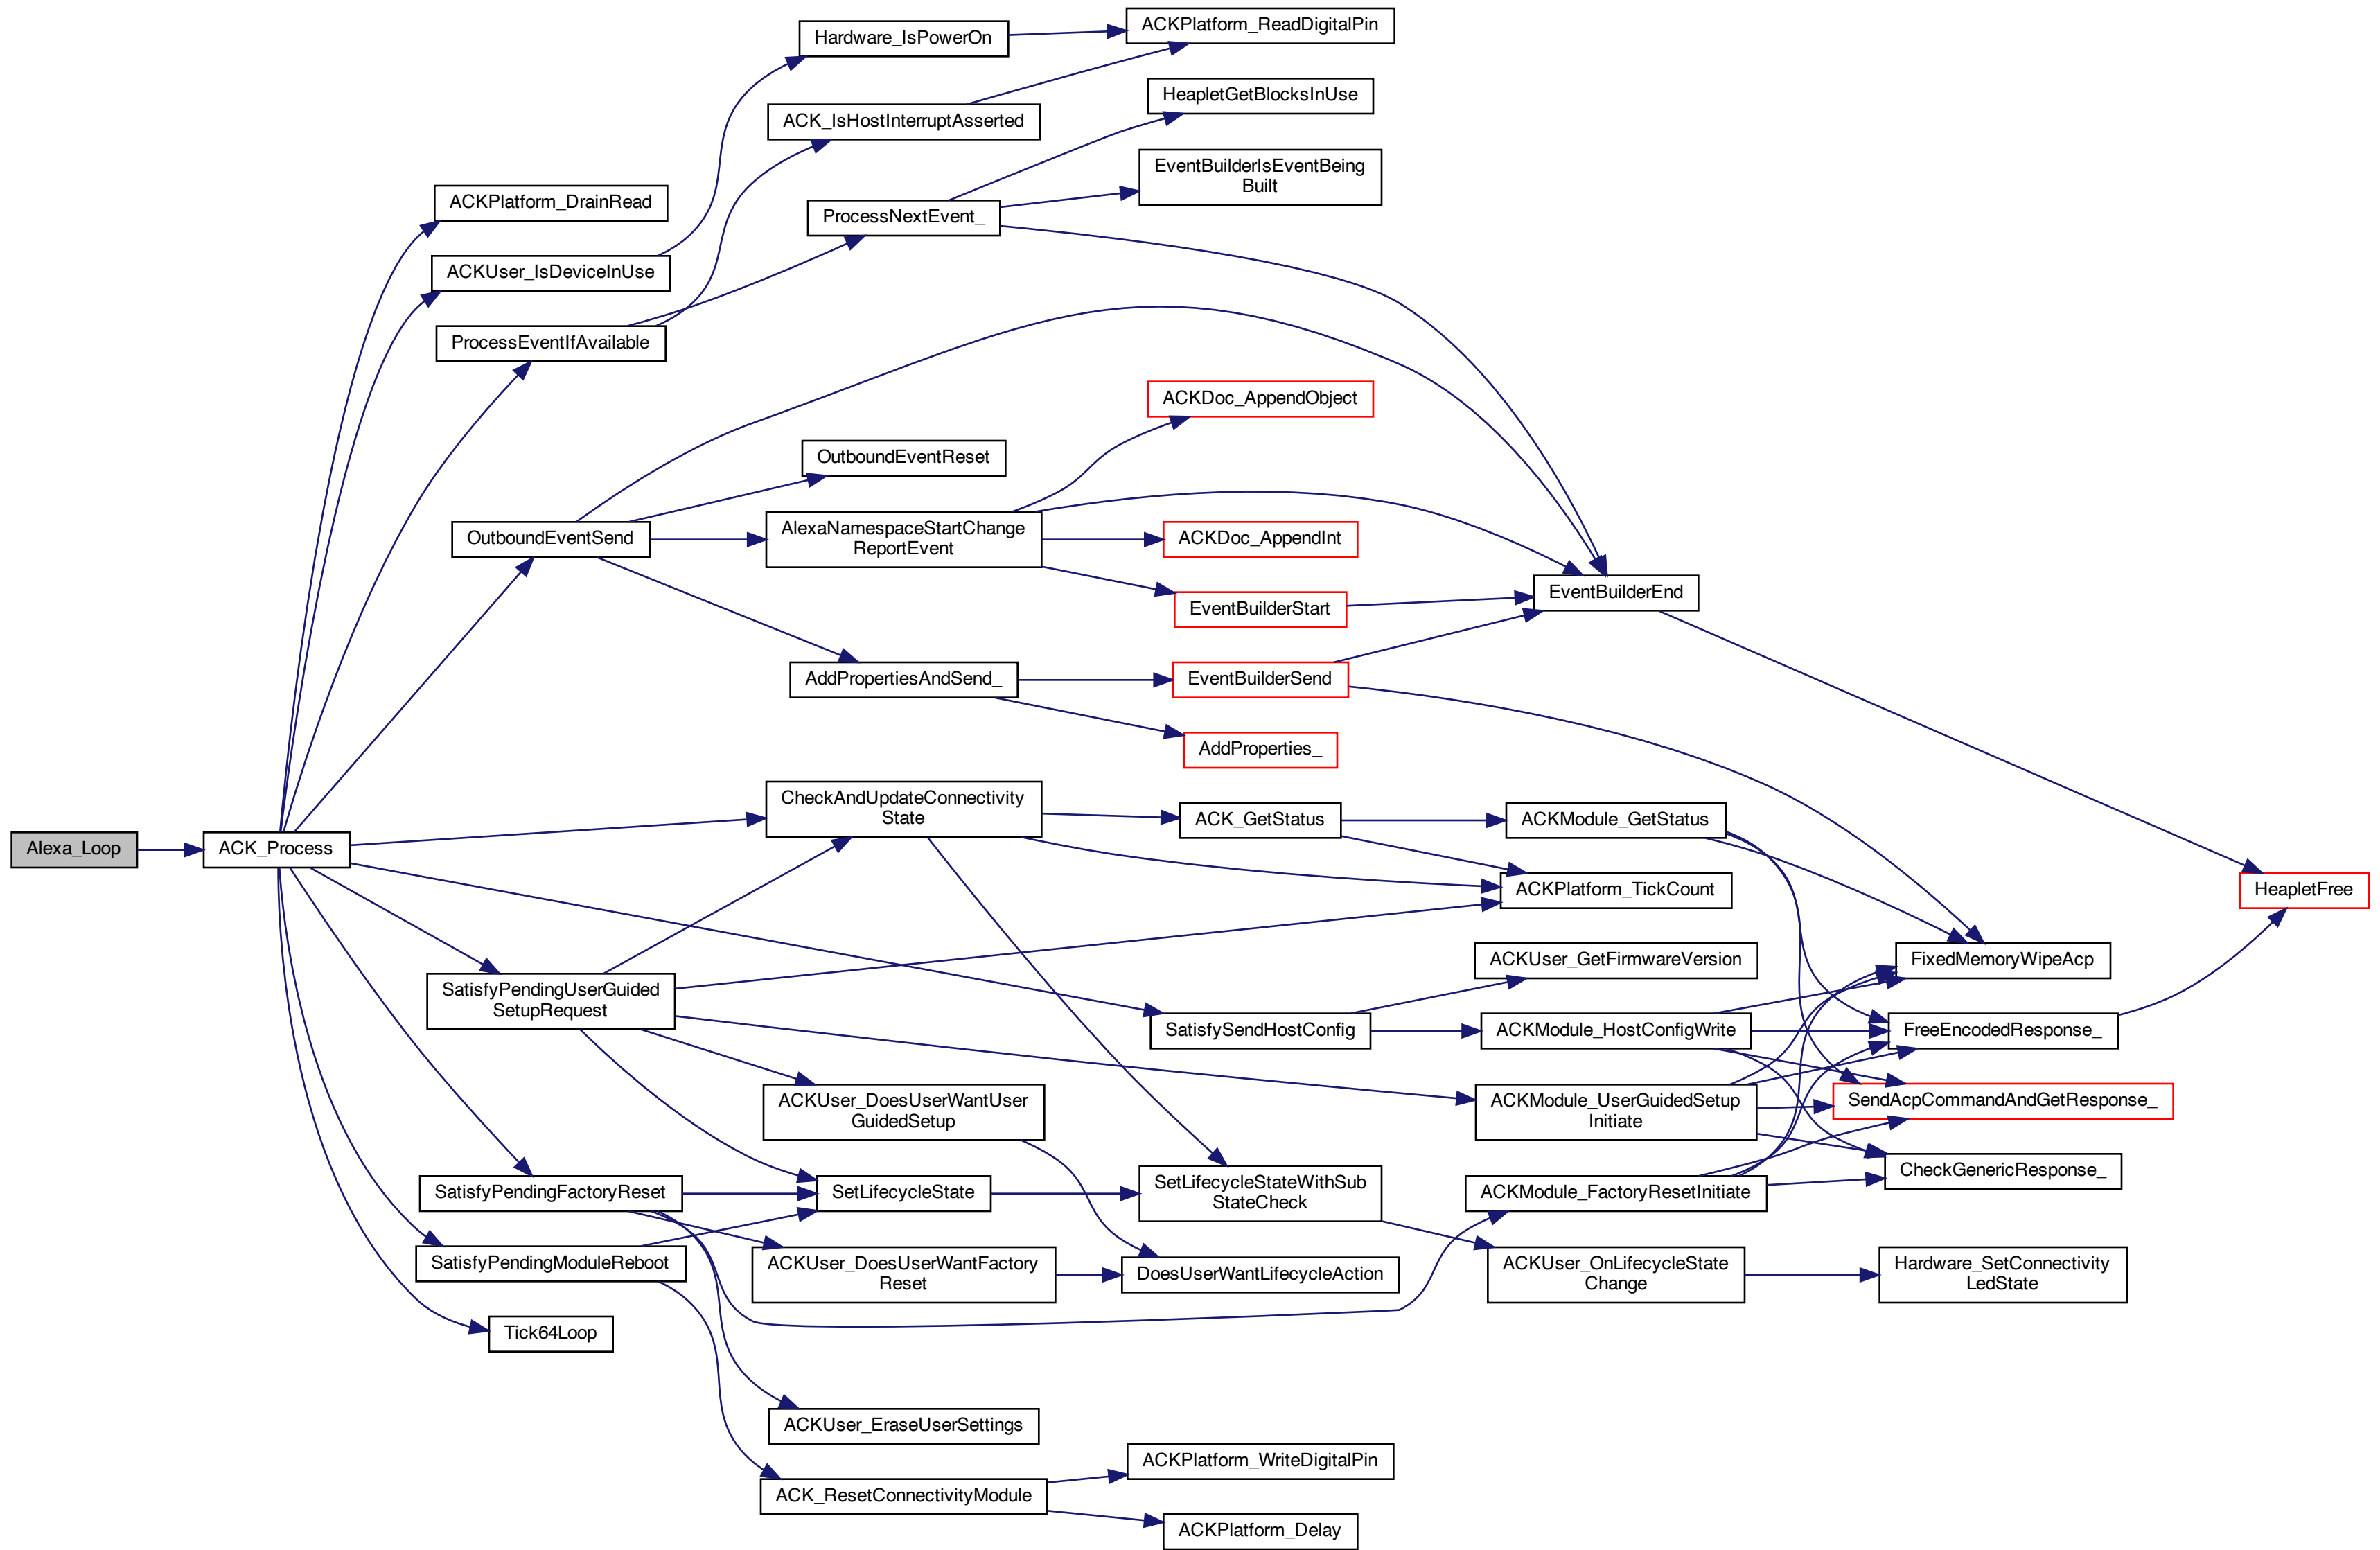 Alexa_Loop
ACK_Process
ACKPlatform_DrainRead
ACKUser_IsDeviceInUse
ProcessEventIfAvailable
OutboundEventSend
SatisfyPendingUserGuided
SetupRequest
SatisfyPendingFactoryReset
SatisfyPendingModuleReboot
Tick64Loop
Hardware_IsPowerOn
ACK_IsHostInterruptAsserted
ProcessNextEvent_
OutboundEventReset
AlexaNamespaceStartChange
ReportEvent
AddPropertiesAndSend_
CheckAndUpdateConnectivity
State
ACKUser_DoesUserWantUser
GuidedSetup
SetLifecycleState
ACKUser_DoesUserWantFactory
Reset
ACKUser_EraseUserSettings
ACK_ResetConnectivityModule
ACKPlatform_ReadDigitalPin
HeapletGetBlocksInUse
EventBuilderIsEventBeing
Built
ACKDoc_AppendObject
ACKDoc_AppendInt
EventBuilderStart
EventBuilderSend
AddProperties_
ACK_GetStatus
SatisfySendHostConfig
SetLifecycleStateWithSub
StateCheck
DoesUserWantLifecycleAction
ACKPlatform_WriteDigitalPin
ACKPlatform_Delay
EventBuilderEnd
ACKModule_GetStatus
ACKPlatform_TickCount
ACKUser_GetFirmwareVersion
ACKModule_HostConfigWrite
ACKModule_UserGuidedSetup
Initiate
ACKModule_FactoryResetInitiate
ACKUser_OnLifecycleState
Change
FixedMemoryWipeAcp
FreeEncodedResponse_
SendAcpCommandAndGetResponse_
CheckGenericResponse_
Hardware_SetConnectivity
LedState
HeapletFree